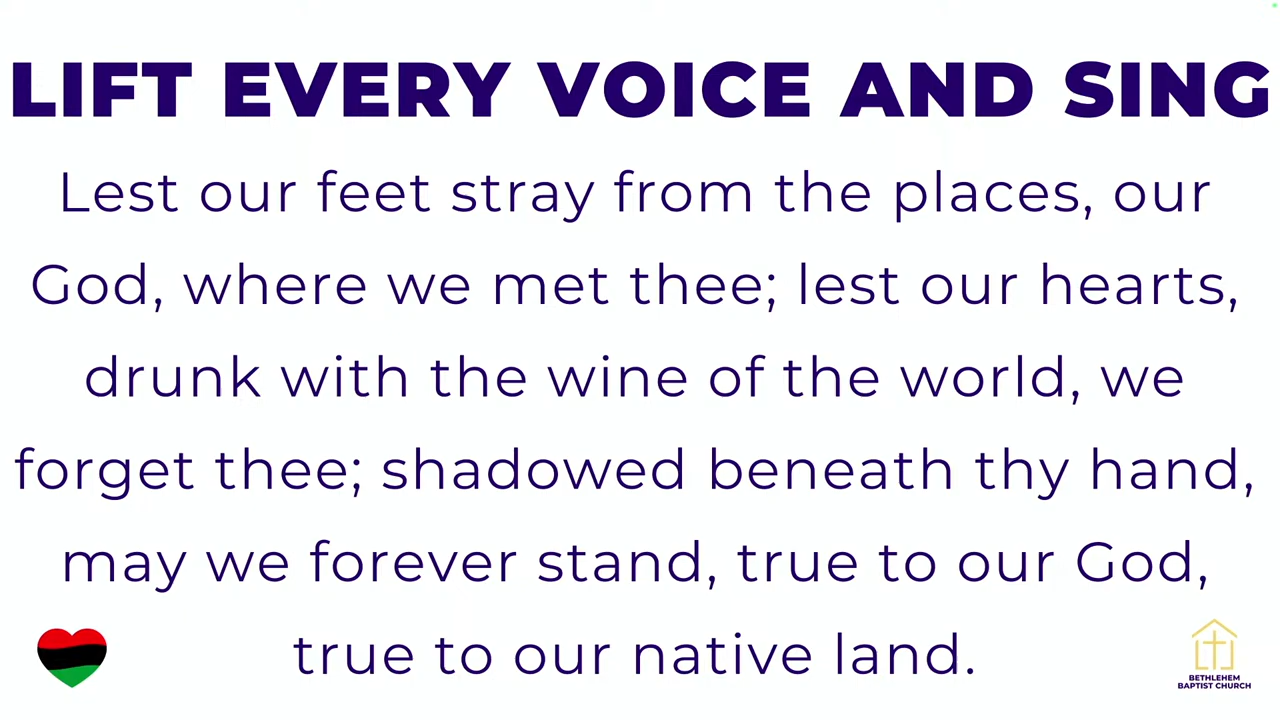 LIFT EVERY VOICE AND SING
Lest our feet stray from the places, our
God, where we met thee; lest our hearts,
drunk with the wine of the world, we
forget thee; shadowed beneath thy hand,
may we forever stand, true to our God,
true to our native land.
BETHLEHEM
BAPTIST CHURCH